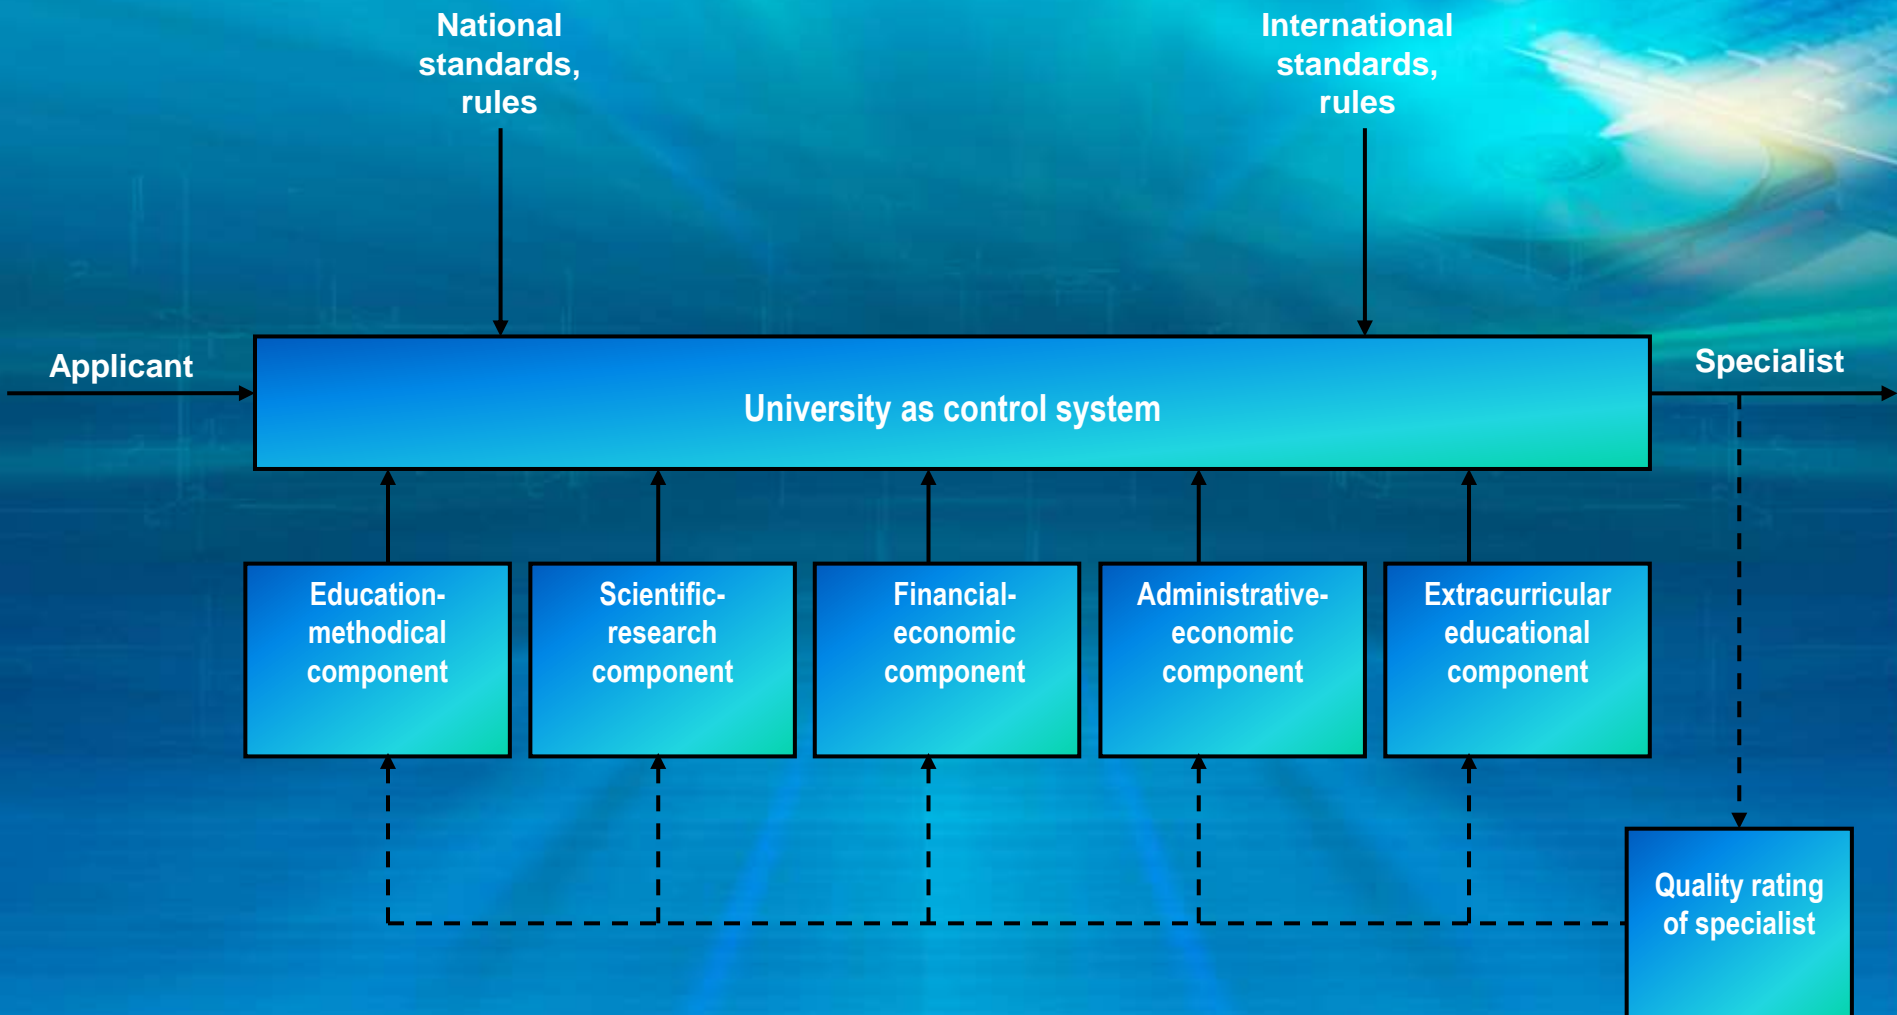 National
standards,
rules
International
standards,
rules
Applicant
Specialist
University as control system
Education-
methodical
component
Scientific-
research
component
Financial-
economic
component
Administrative-
economic
component
Extracurricular
educational
component
Quality rating
of specialist